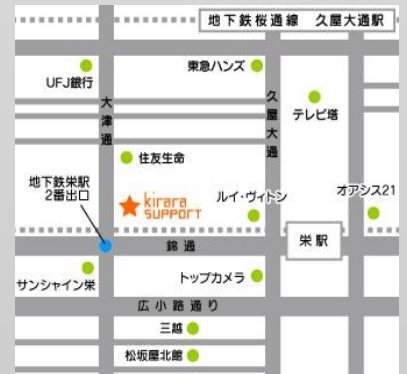 地下鉄桜通線 久屋大通駅
UFJ銀行
東急ハンズ
大津通
久屋大通
テレビ塔
住友生命
地下鉄栄駅
2番出口
kirara
SUPPORT
ルイ・ヴィトン
オアシス21
錦通
栄駅
サンシャイン栄
トップカメラ
広小路通り
三越
松坂屋北館